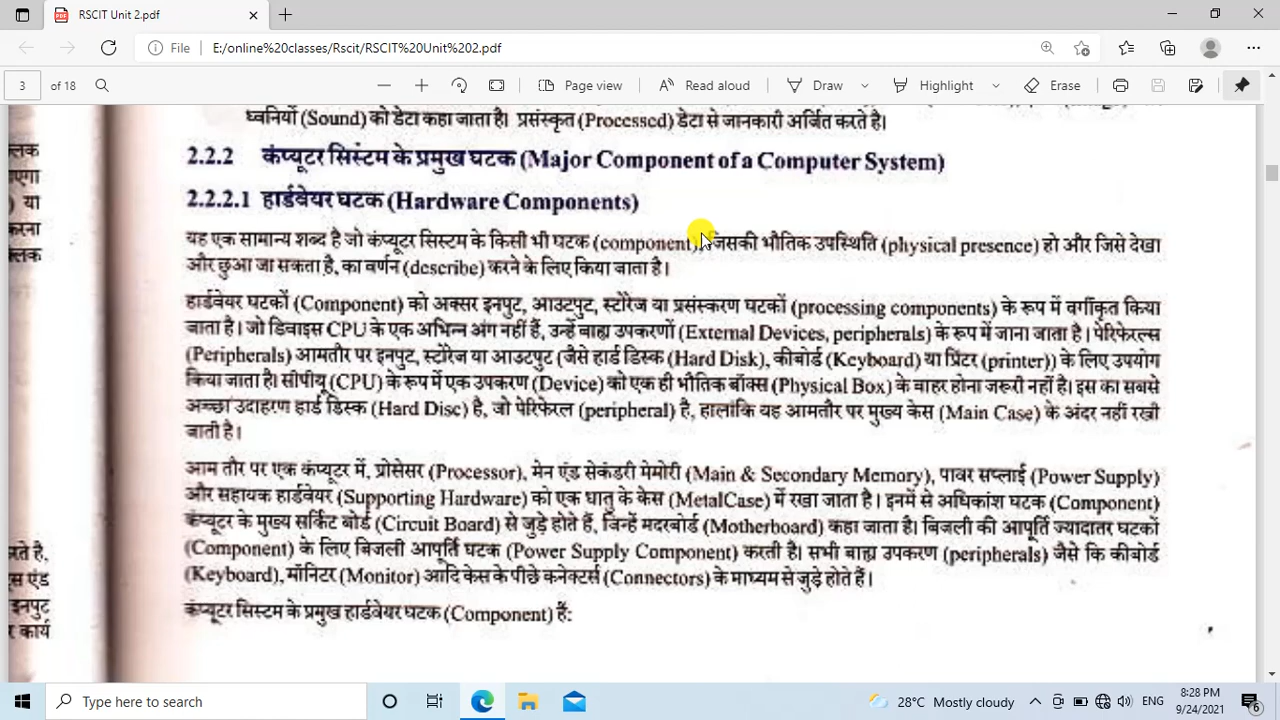 RSCIT Unit 2.pdf
File E:/online%20classes/Rscit/RSCIT%20Unit%202.pdf
3 of 18 Page view Read aloud Draw Highlight Erase
ध्वनियों (Sound) को डेटा कहा जाता है। प्रसंस्कृत (Processed) डेटा से जानकारी अर्जित करते है।
2.2.2 कंप्यूटर सिस्टम के प्रमुख घटक (Major Component of a Computer System)
2.2.2.1 हार्डवेयर घटक (Hardware Components)
यह एक सामान्य शब्द है जो कंप्यूटर सिस्टम के किसी भी घटक (component), जिसकी भौतिक उपस्थिति (physical presence) हो और जिसे देखा
और छुआ जा सकता है, का वर्णन (describe) करने के लिए किया जाता है।
हार्डवेयर घटकों (Component) को अक्सर इनपुट, आउटपुट, स्टोरेज या प्रसंस्करण घटकों (processing components) के रूप में वर्गीकृत किया
जाता है। जो डिवाइस CPU के एक अभिन्न अंग नहीं हैं, उन्हें बाह्य उपकरणों (External Devices, peripherals) के रूप में जाना जाता है। पेरिफेरल्स
(Peripherals) आमतौर पर इनपुट, स्टोरेज या आउटपुट (जैसे हार्ड डिस्क (Hard Disk), कीबोर्ड (Keyboard) या प्रिंटर (printer)) के लिए उपयोग
किया जाता है। सीपीयू (CPU) के रूप में एक उपकरण (Device) को एक ही भौतिक बॉक्स (Physical Box) के बाहर होना जरूरी नहीं है। इस का सबसे
अच्छा उदाहरण हार्ड डिस्क (Hard Disc) है, जो पेरिफेरल (peripheral) है, हालांकि यह आमतौर पर मुख्य केस (Main Case) के अंदर नहीं रखी
जाती है।
आम तौर पर एक कंप्यूटर में, प्रोसेसर (Processor), मेन एंड सेकंडरी मेमोरी (Main & Secondary Memory), पावर सप्लाई (Power Supply)
और सहायक हार्डवेयर (Supporting Hardware) को एक धातु के केस (MetalCase) में रखा जाता है। इनमें से अधिकांश घटक (Component)
कंप्यूटर के मुख्य सर्किट बोर्ड (Circuit Board) से जुड़े होते हैं, जिन्हें मदरबोर्ड (Motherboard) कहा जाता है। बिजली की आपूर्ति ज्यादातर घटकों
(Component) के लिए बिजली आपूर्ति घटक (Power Supply Component) करती है। सभी बाह्य उपकरण (peripherals) जैसे कि कीबोर्ड
(Keyboard), मॉनिटर (Monitor) आदि केस के पीछे कनेक्टर्स (Connectors) के माध्यम से जुड़े होते हैं।
कंप्यूटर सिस्टम के प्रमुख हार्डवेयर घटक (Component) हैं:
Type here to search 28°C Mostly cloudy ENG 8:28 PM
9/24/2021 6